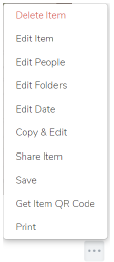 Delete Item
Edit Item
Edit People
Edit Folders
Edit Date
Copy & Edit
Share Item
Save
Get Item QR Code
Print